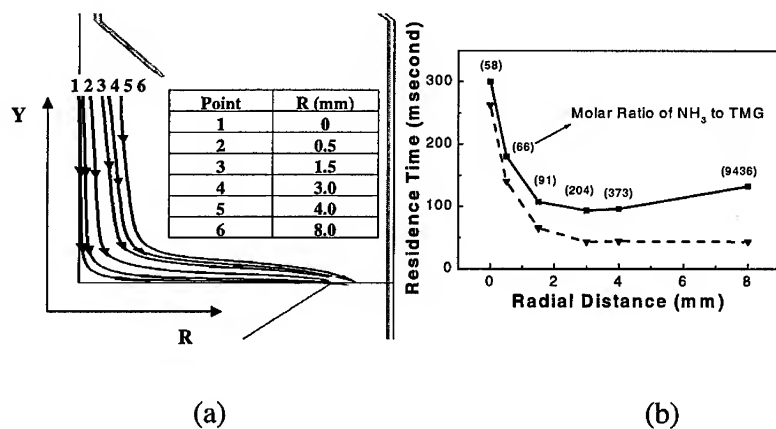 1 2 3 4 5 6
Y
R
Point R (mm)
1 0
2 0.5
3 1.5
4 3.0
5 4.0
6 8.0
(a)
Residence Time (msecond)
300
200
100
0
(58)
(66)
(91)
(204)
(373)
(9436)
Molar Ratio of NH3 to TMG
0 2 4 6 8
Radial Distance (mm)
(b)